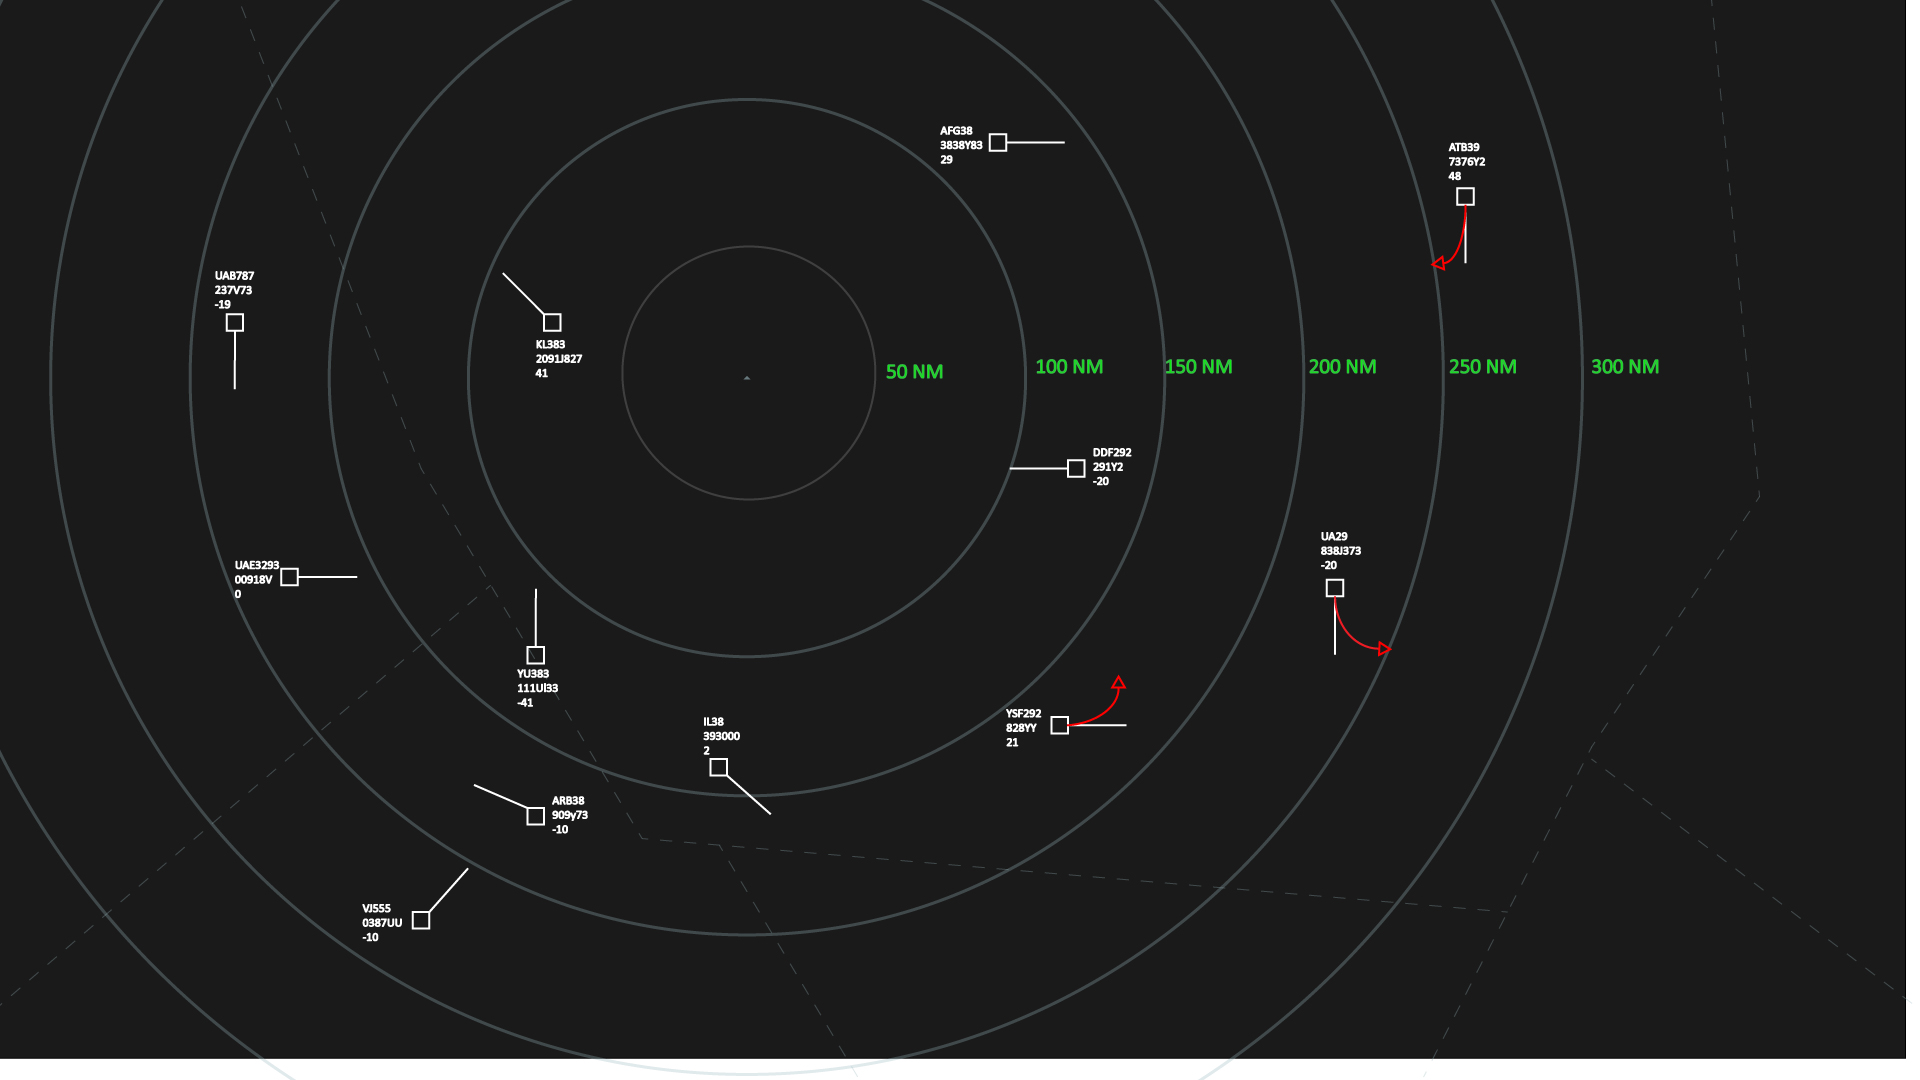 AFG38
3838Y83
29
ATB39
7376Y2
48
UAB787
237V73
-19
KL383
2091J827
41
50 NM
100 NM
150 NM
200 NM
250 NM
300 NM
DDF292
291Y2
-20
UA29
838J373
-20
UAE3293
00918V
0
YU383
111UI33
-41
YSF292
828YY
21
IL38
393000
2
ARB38
909y73
-10
VJ555
0387UU
-10